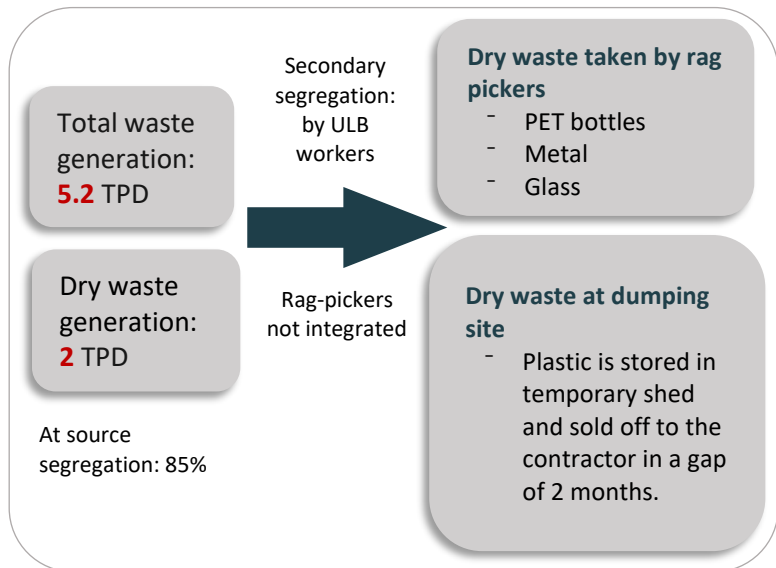 Total waste
generation:
5.2 TPD
Dry waste
generation:
2 TPD
At source
segregation: 85%
Secondary
segregation:
by ULB
workers
Rag-pickers
not integrated
Dry waste taken by rag
pickers
- PET bottles
- Metal
- Glass
Dry waste at dumping
site
- Plastic is stored in
temporary shed
and sold off to the
contractor in a gap
of 2 months.